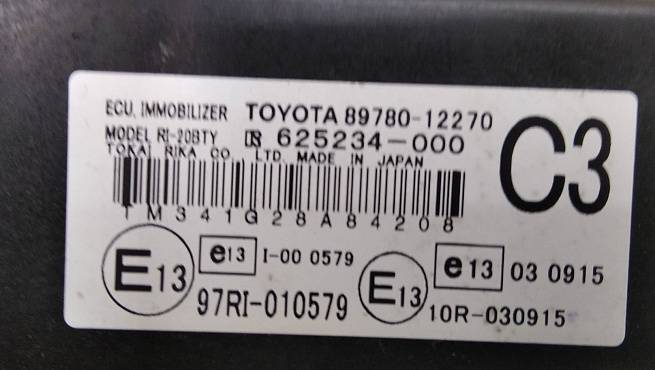 ECU, IMMOBILIZER TOYOTA 89780-12270
MODEL RI-20BTY 625234-000
TOKAI RIKA CO., LTD. MADE IN JAPAN
C3
TM341G28A84208
E13 e13 I-00 0579
97RI-010579
E13 e13 03 0915
10R-030915